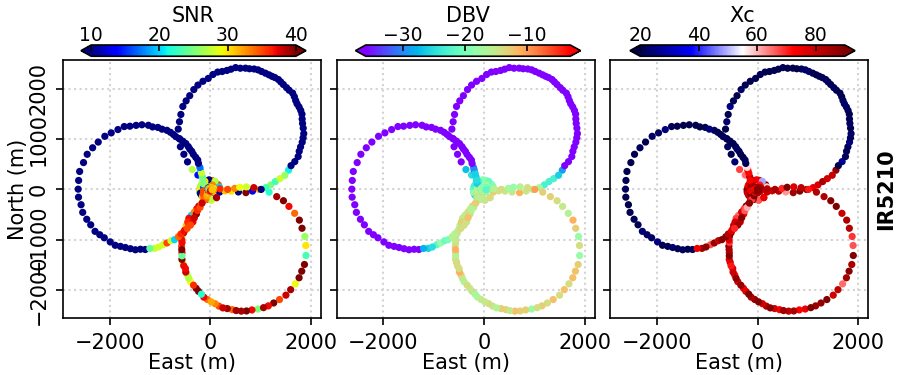 SNR DBV Xc
10 20 30 40 −30 −20 −10 20 40 60 80
North (m)
2000
1000
0
−1000
−2000
IR5210
−2000 0 2000 −2000 0 2000 −2000 0 2000
East (m) East (m) East (m)